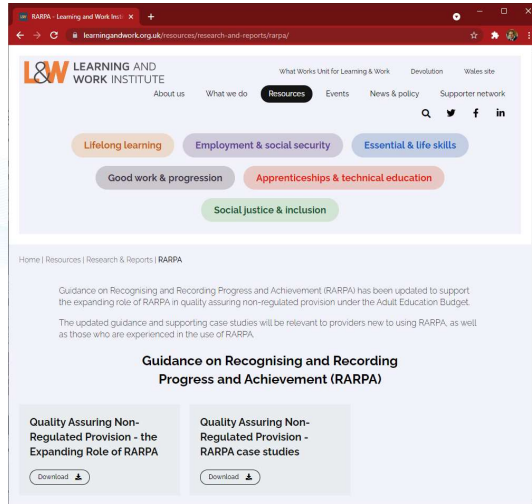 RARPA - Learning and Work Insti
learningandwork.org.uk/resources/research-and-reports/rarpa/
L&W LEARNING AND
WORK INSTITUTE
What Works Unit for Learning & Work Devolution Wales site
About us What we do Resources Events News & policy Supporter network
Lifelong learning Employment & social security Essential & life skills
Good work & progression Apprenticeships & technical education
Social justice & inclusion
Home | Resources | Research & Reports | RARPA
Guidance on Recognising and Recording Progress and Achievement (RARPA) has been updated to support
the expanding role of RARPA in quality assuring non-regulated provision under the Adult Education Budget.
The updated guidance and supporting case studies will be relevant to providers new to using RARPA, as well
as those who are experienced in the use of RARPA.
Guidance on Recognising and Recording
Progress and Achievement (RARPA)
Quality Assuring Non-
Regulated Provision - the
Expanding Role of RARPA
Download
Quality Assuring Non-
Regulated Provision -
RARPA case studies
Download